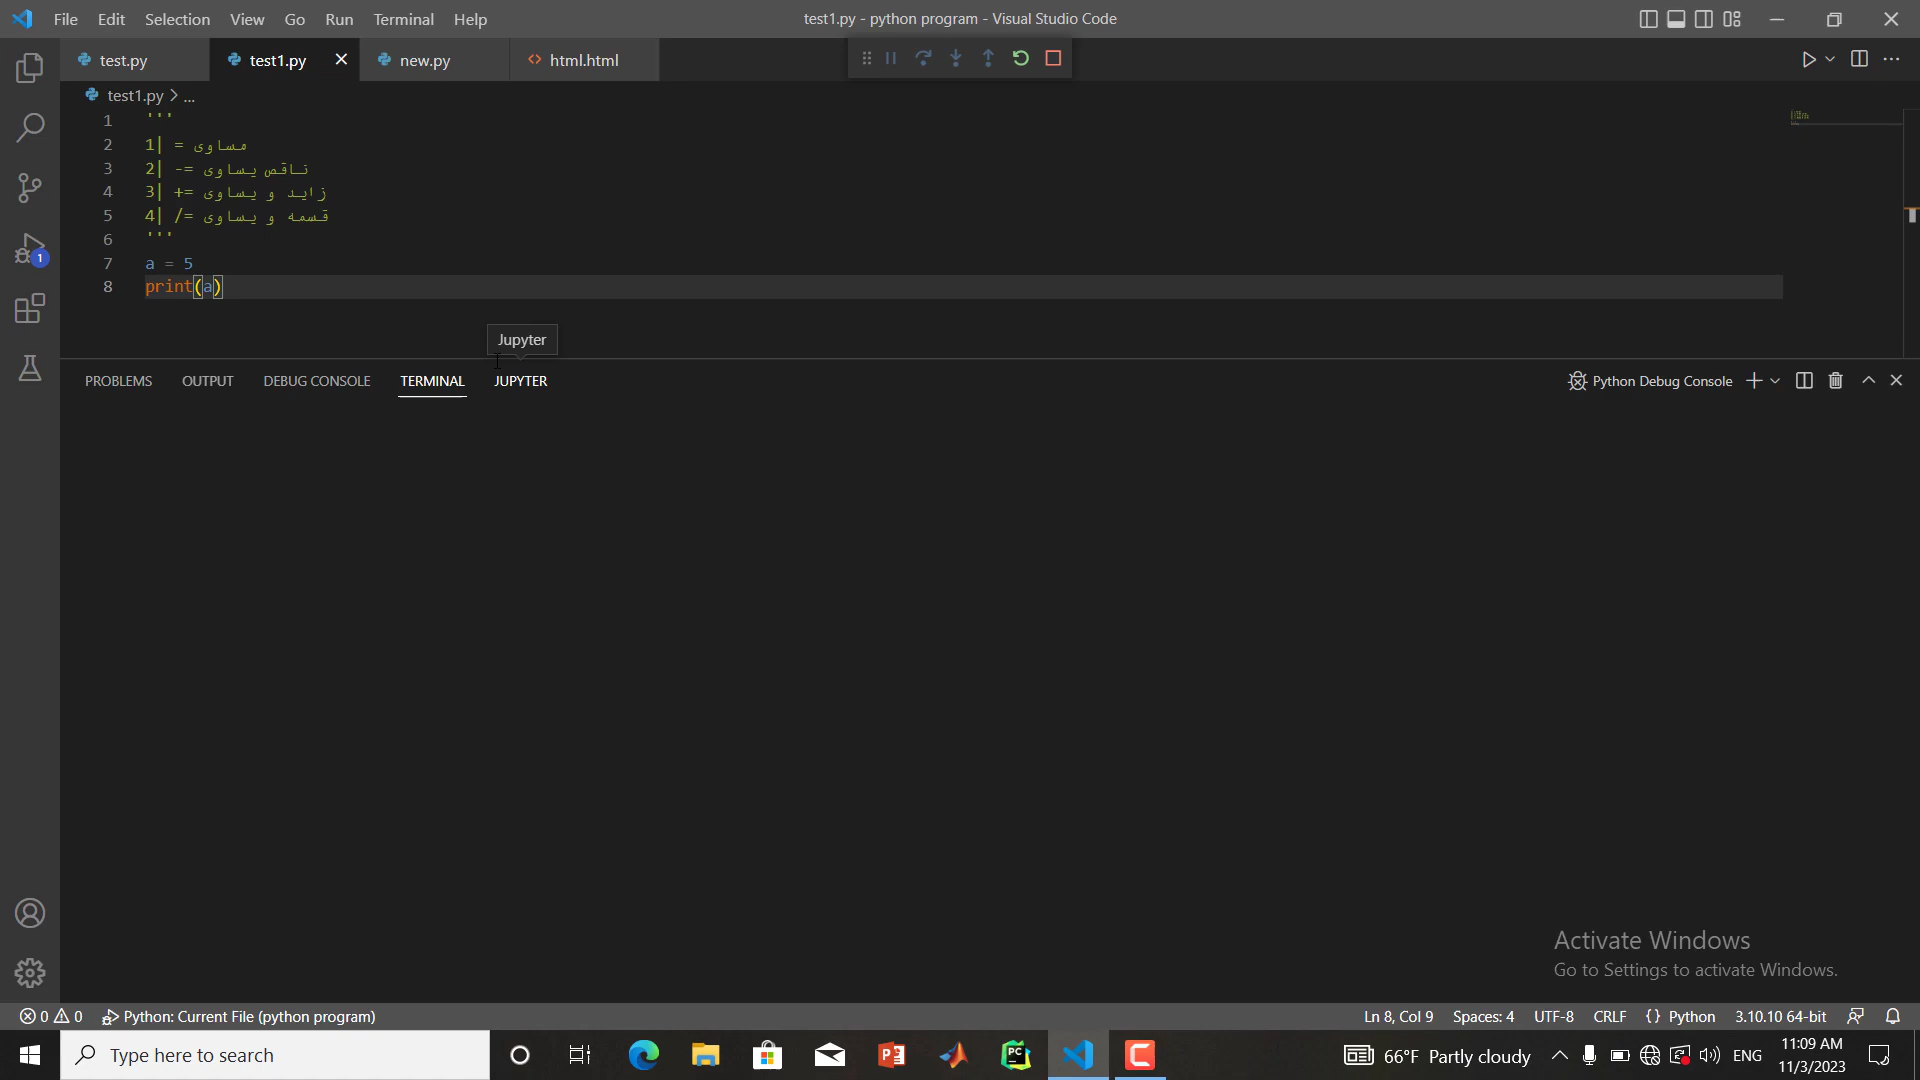 File Edit Selection View Go Run Terminal Help
test1.py - python program - Visual Studio Code
test.py
test1.py
new.py
html.html
test1.py > ...
1 '''
2 1| = مساوى
3 2| -= ناقص يساوى
4 3| += زايد و يساوى
5 4| /= قسمه و يساوى
6 '''
7 a = 5
8 print(a)
1
Jupyter
PROBLEMS OUTPUT DEBUG CONSOLE TERMINAL JUPYTER
Python Debug Console
Activate Windows
Go to Settings to activate Windows.
0 0 Python: Current File (python program)
Ln 8, Col 9 Spaces: 4 UTF-8 CRLF {} Python 3.10.10 64-bit
Type here to search
PC
66°F Partly cloudy
ENG
11:09 AM
11/3/2023